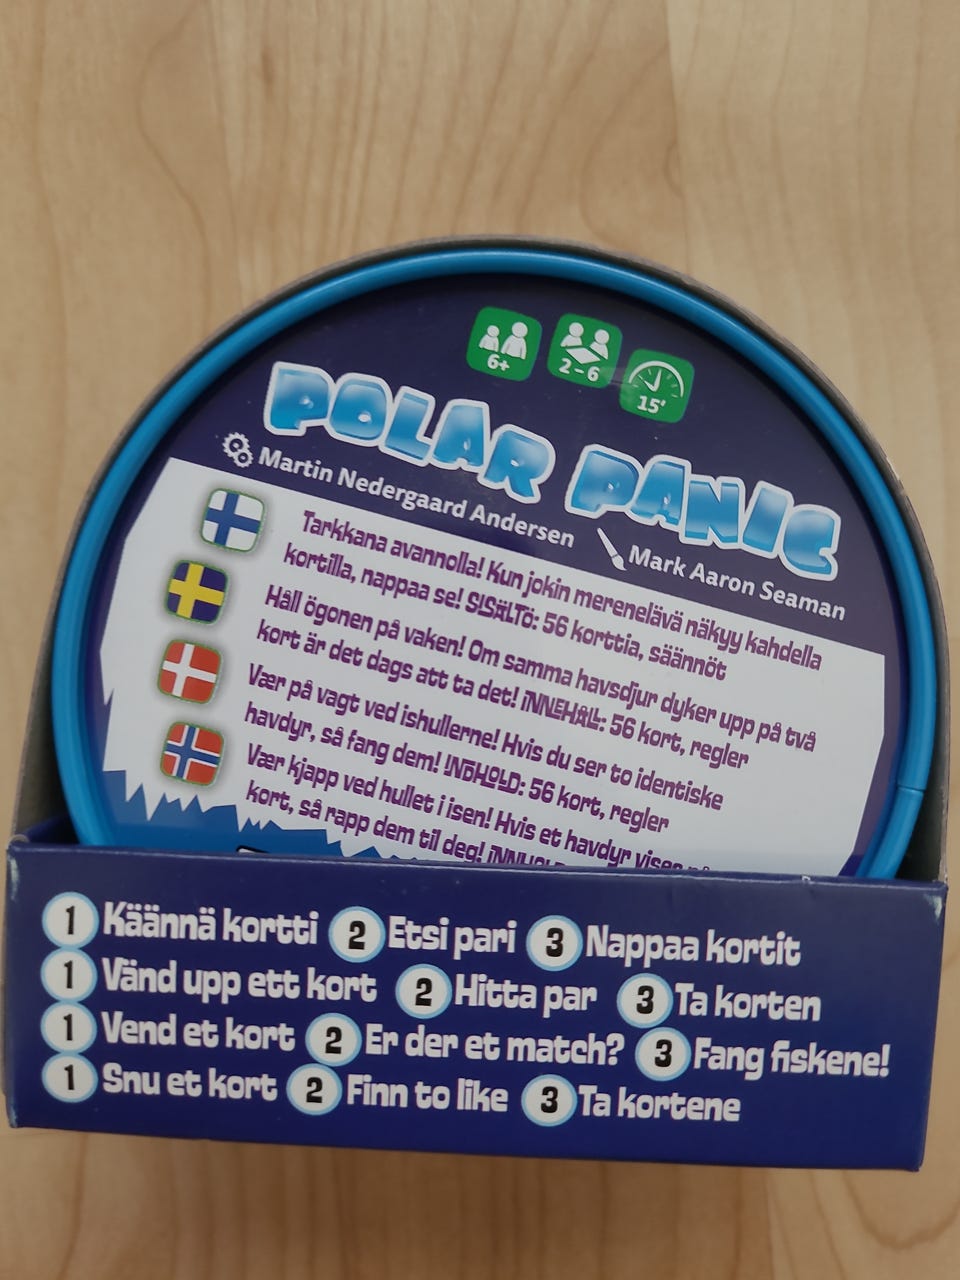 6+
2-6
15'
POLAR PANIC
Martin Nedergaard Andersen
Mark Aaron Seaman
Tarkkana avannolla! Kun jokin merenelävä näkyy kahdella
kortilla, nappaa se! SISÄLTÖ: 56 korttia, säännöt
Håll ögonen på vaken! Om samma havsdjur dyker upp på två
kort är det dags att ta det! INNEHÅLL: 56 kort, regler
Vær på vagt ved ishullerne! Hvis du ser to identiske
havdyr, så fang dem! INDHOLD: 56 kort, regler
Vær kjapp ved hullet i isen! Hvis et havdyr vises
kort, så rapp dem til deg!
1 Käännä kortti 2 Etsi pari 3 Nappaa kortit
1 Vänd upp ett kort 2 Hitta par 3 Ta korten
1 Vend et kort 2 Er der et match? 3 Fang fiskene!
1 Snu et kort 2 Finn to like 3 Ta kortene